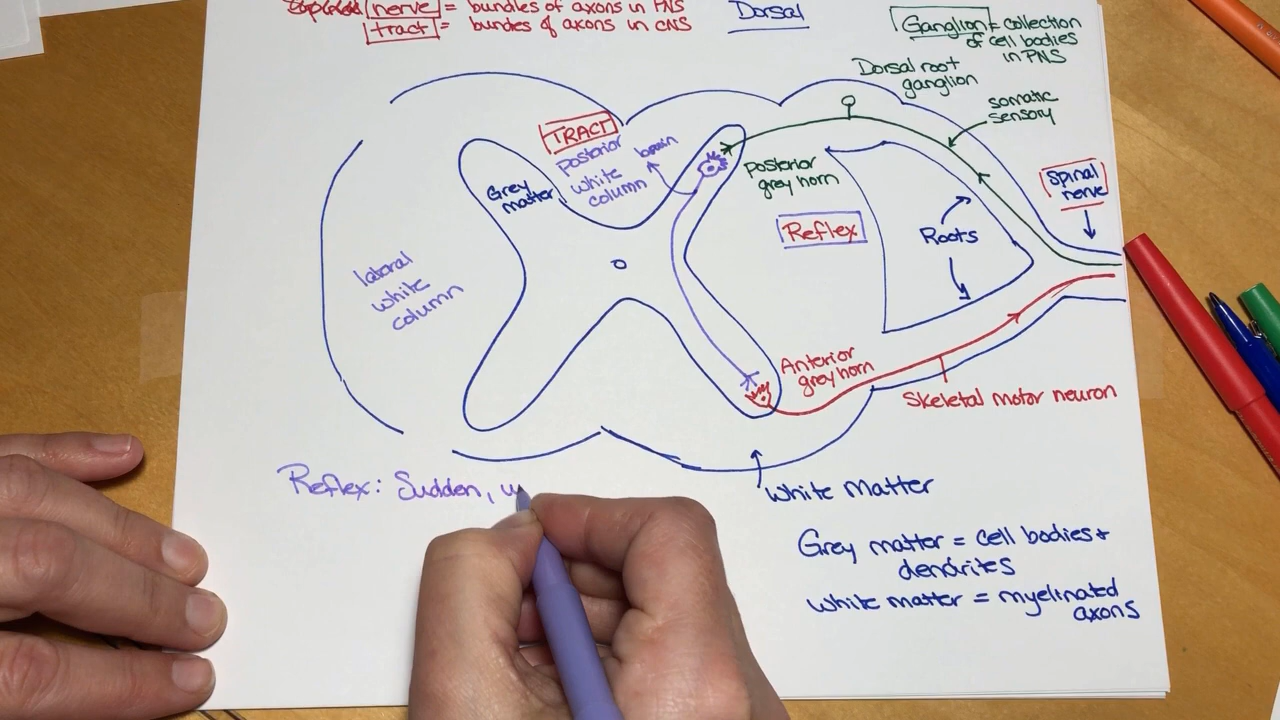 nerve = bundles of axons in PNS
tract = bundles of axons in CNS
Dorsal
Ganglion = collection
of cell bodies
in PNS
Dorsal root
ganglion
somatic
sensory
TRACT
posterior
white
column
brain
Grey
matter
posterior
grey horn
Spinal
nerve
Reflex
Roots
lateral
white
column
Anterior
grey horn
Skeletal motor neuron
White Matter
Reflex: Sudden,
Grey matter = cell bodies +
dendrites
White matter = myelinated
axons